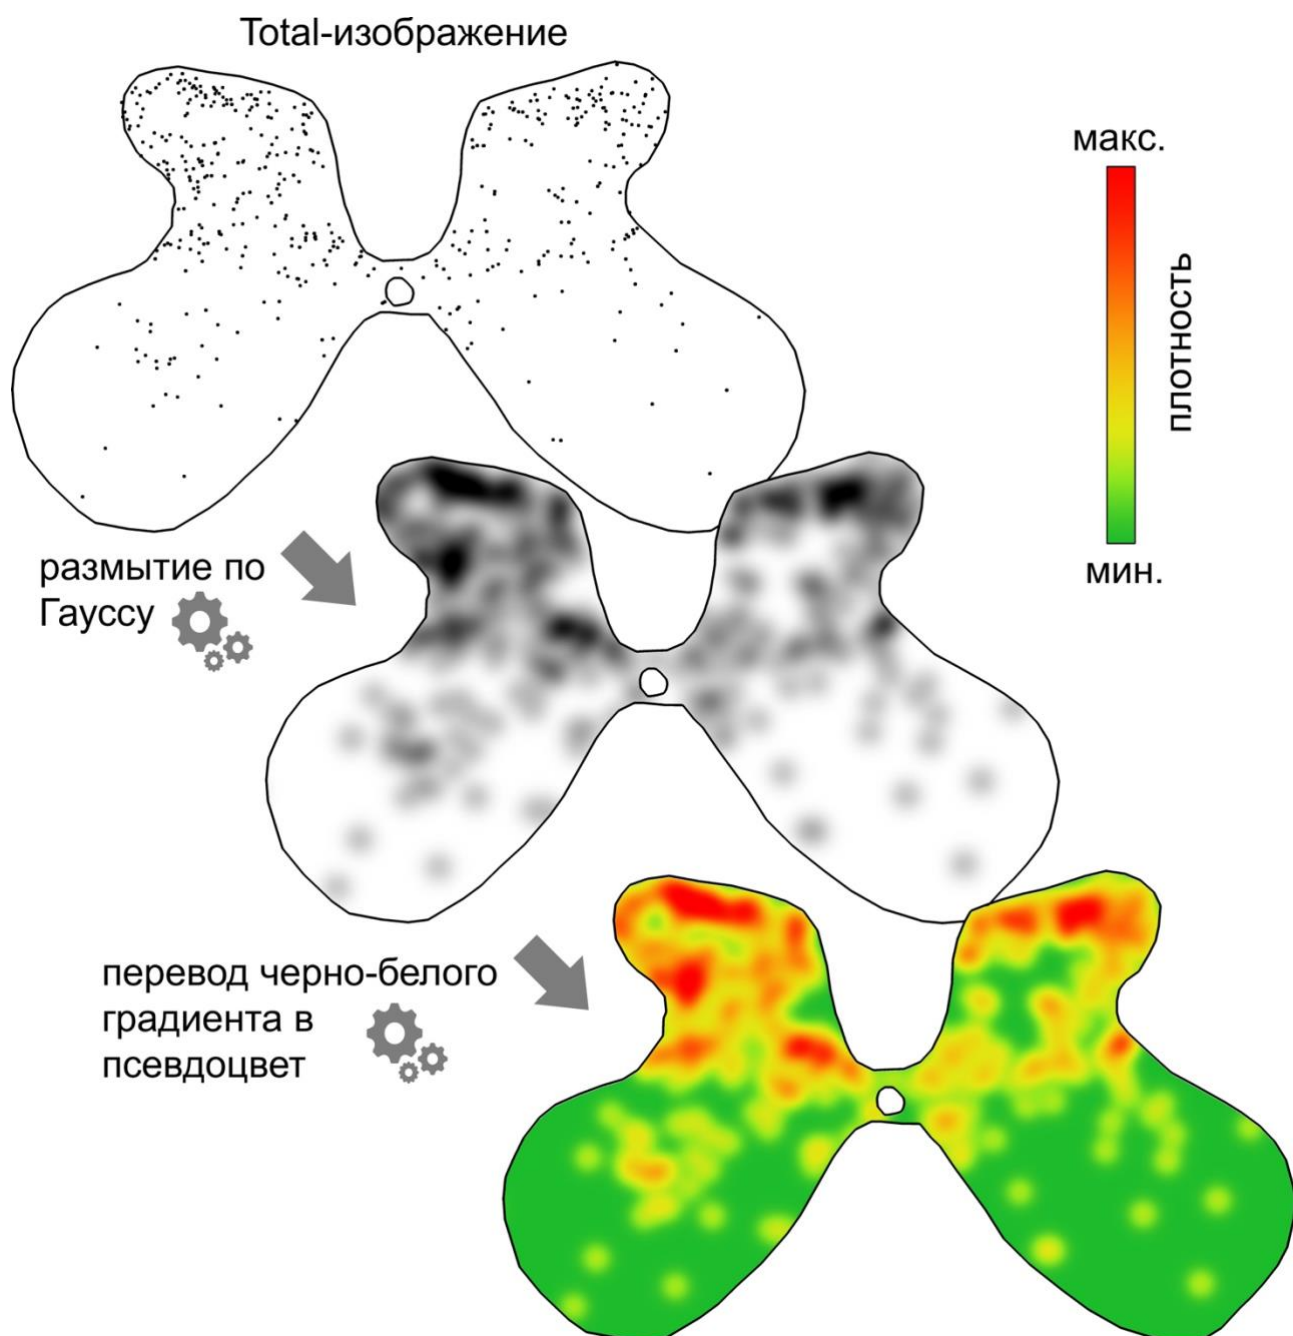 Total-изображение
макс.
плотность
мин.
размытие по
Гауссу
перевод черно-белого
градиента в
псевдоцвет